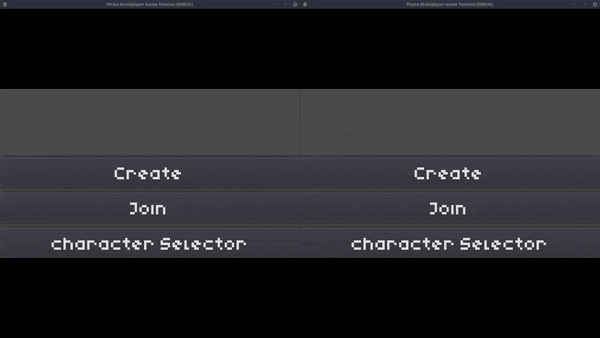 Pirate Multiplayer Game Tutorial (DEBUG)
Pirate Multiplayer Game Tutorial (DEBUG)
Create
Create
Join
Join
character Selector
character Selector